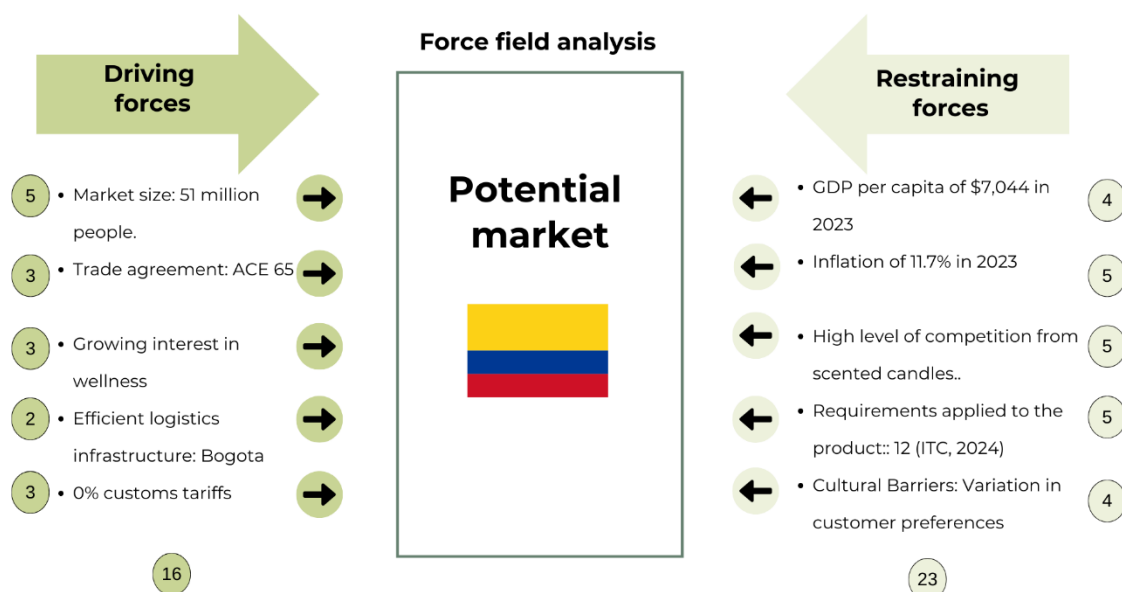 Force field analysis
Driving
forces
5 • Market size: 51 million
people.
3 • Trade agreement: ACE 65
3 • Growing interest in
wellness
2 • Efficient logistics
infrastructure: Bogota
3 • 0% customs tariffs
16
Potential
market
Restraining
forces
• GDP per capita of $7,044 in
2023
4
• Inflation of 11.7% in 2023
5
• High level of competition from
scented candles..
5
• Requirements applied to the
product:: 12 (ITC, 2024)
5
• Cultural Barriers: Variation in
customer preferences
4
23